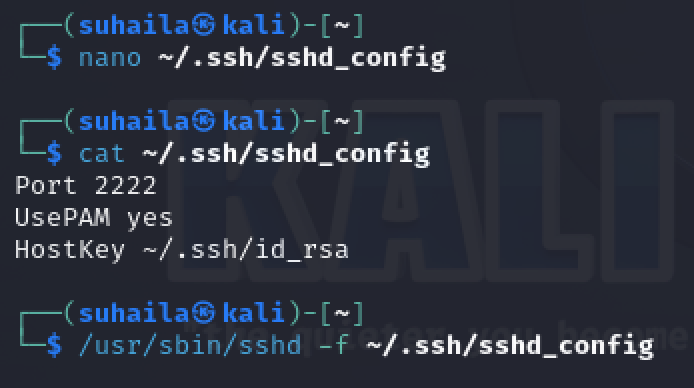 ┌──(suhaila㉿kali)-[~]
└─$ nano ~/.ssh/sshd_config
┌──(suhaila㉿kali)-[~]
└─$ cat ~/.ssh/sshd_config
Port 2222
UsePAM yes
HostKey ~/.ssh/id_rsa
┌──(suhaila㉿kali)-[~]
└─$ /usr/sbin/sshd -f ~/.ssh/sshd_config
KALI